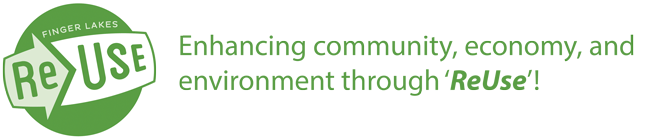 FINGER LAKES
ReUSE
Enhancing community, economy, and
environment through ‘ReUse’!